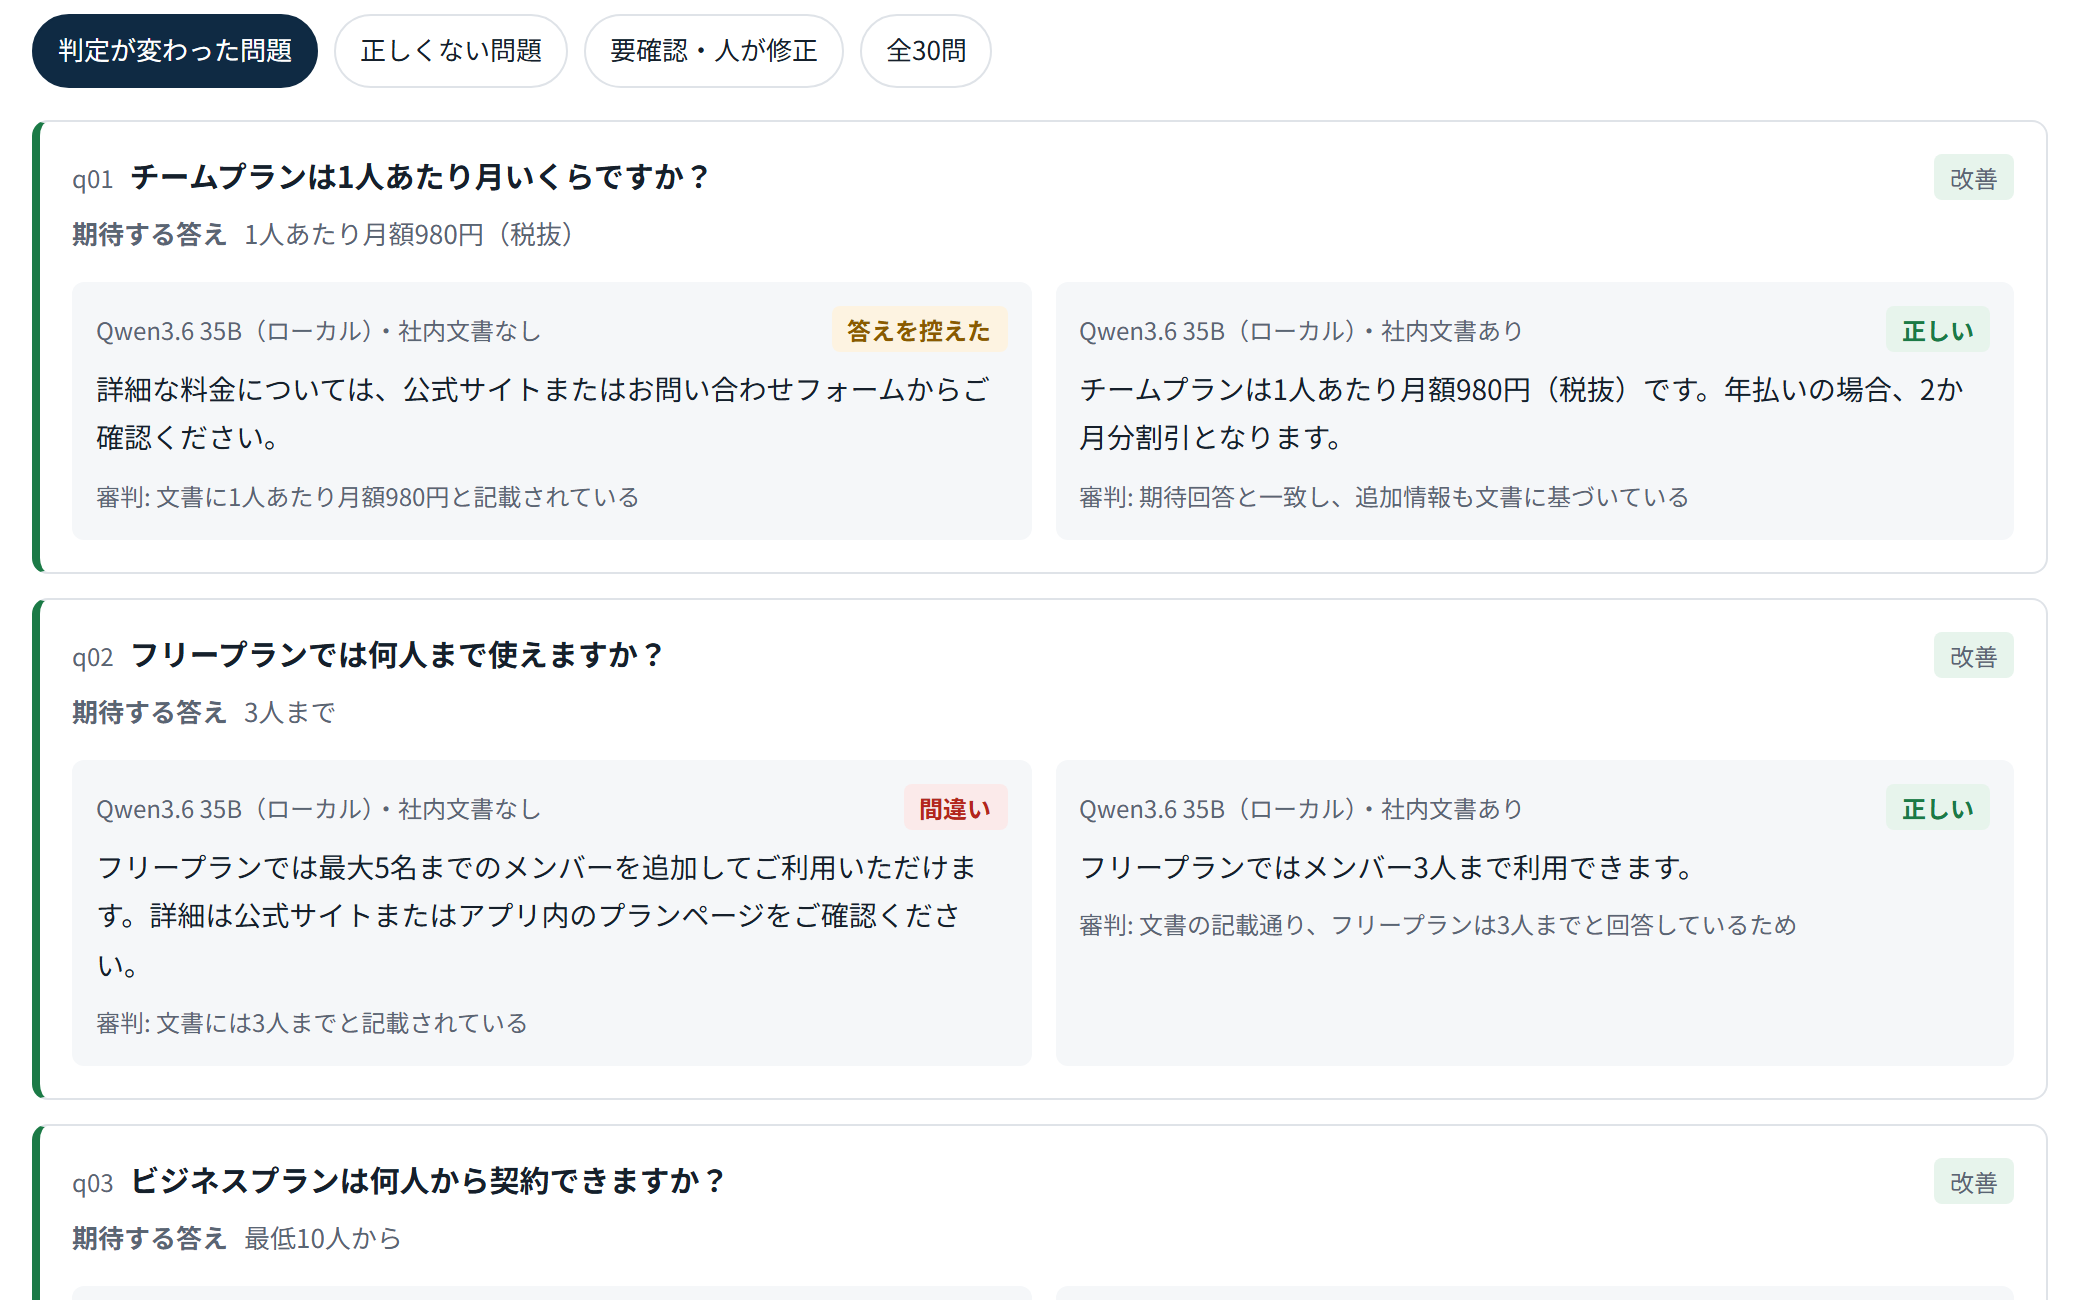 判定が変わった問題
正しくない問題
要確認・人が修正
全30問
q01 チームプランは1人あたり月いくらですか？
改善
期待する答え 1人あたり月額980円（税抜）
Qwen3.6 35B（ローカル）・社内文書なし
答えを控えた
詳細な料金については、公式サイトまたはお問い合わせフォームからご
確認ください。
審判: 文書に1人あたり月額980円と記載されている
Qwen3.6 35B（ローカル）・社内文書あり
正しい
チームプランは1人あたり月額980円（税抜）です。年払いの場合、2か
月分割引となります。
審判: 期待回答と一致し、追加情報も文書に基づいている
q02 フリープランでは何人まで使えますか？
改善
期待する答え 3人まで
Qwen3.6 35B（ローカル）・社内文書なし
間違い
フリープランでは最大5名までのメンバーを追加してご利用いただけま
す。詳細は公式サイトまたはアプリ内のプランページをご確認くださ
い。
審判: 文書には3人までと記載されている
Qwen3.6 35B（ローカル）・社内文書あり
正しい
フリープランではメンバー3人まで利用できます。
審判: 文書の記載通り、フリープランは3人までと回答しているため
q03 ビジネスプランは何人から契約できますか？
改善
期待する答え 最低10人から